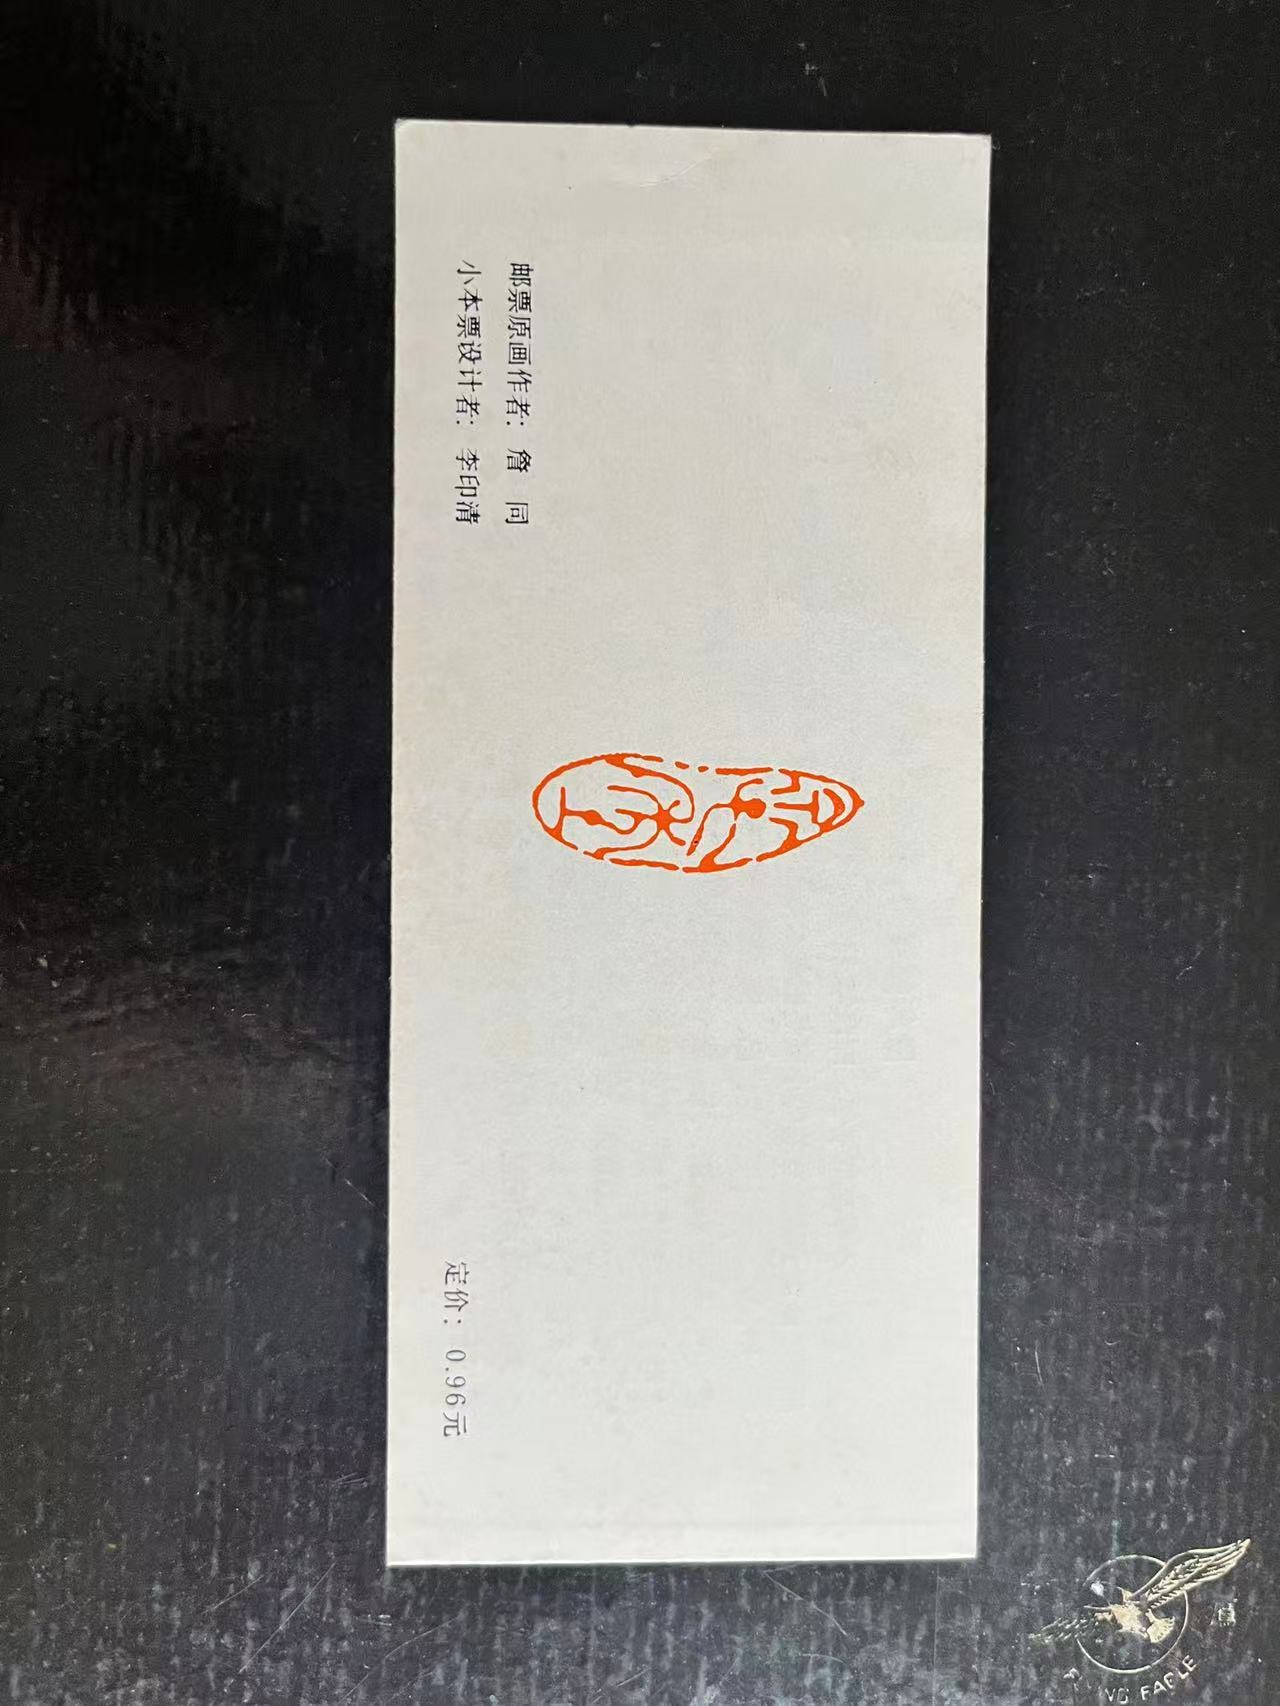 邮票原画作者：詹　同
小本票设计者：李印清
定价：0.96元